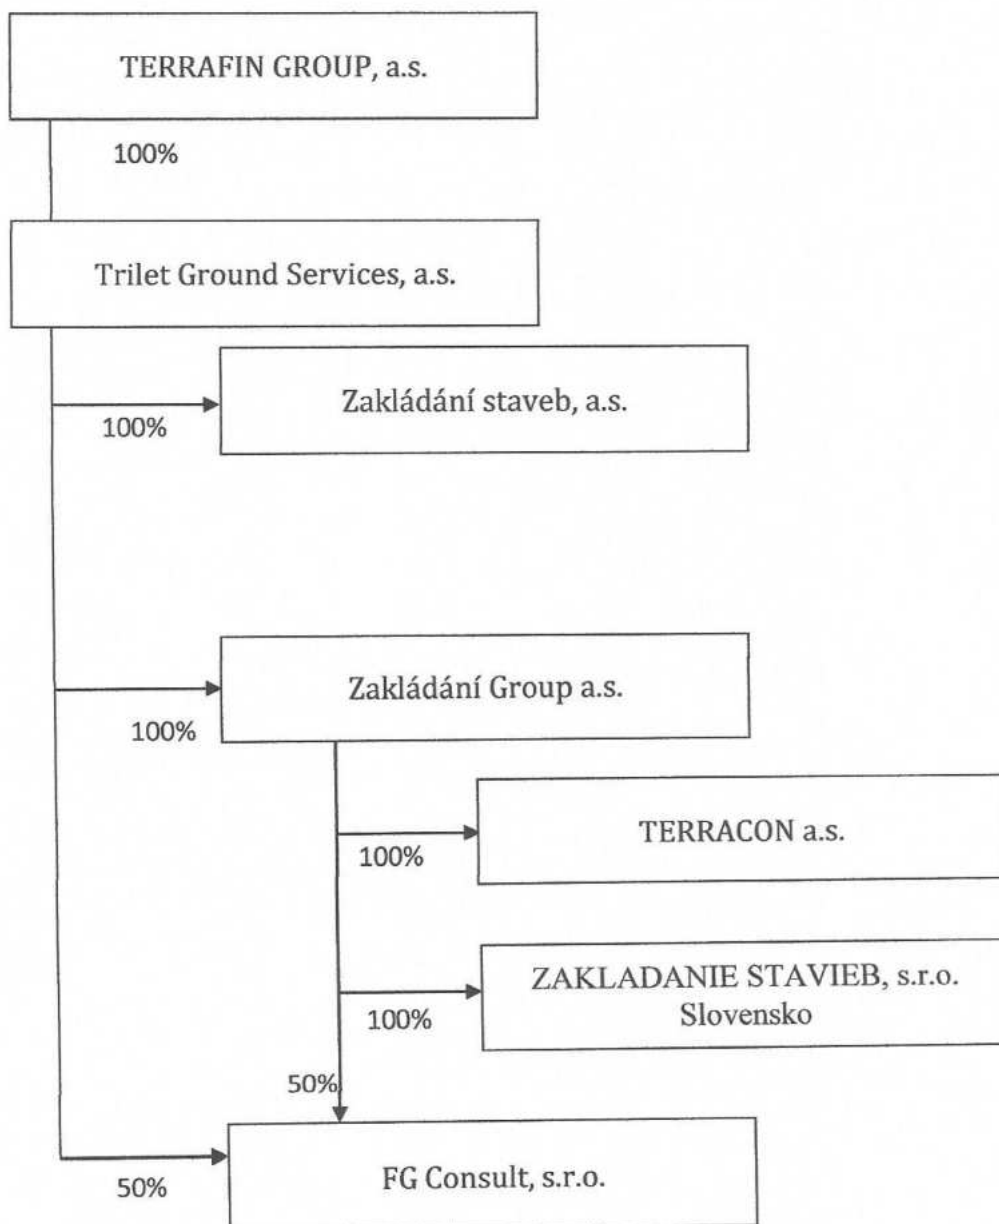 TERRAFIN GROUP, a.s.
100%
Trilet Ground Services, a.s.
Zakládání staveb, a.s.
100%
Zakládání Group a.s.
100%
TERRACON a.s.
100%
ZAKLADANIE STAVIEB, s.r.o.
Slovensko
100%
50%
FG Consult, s.r.o.
50%